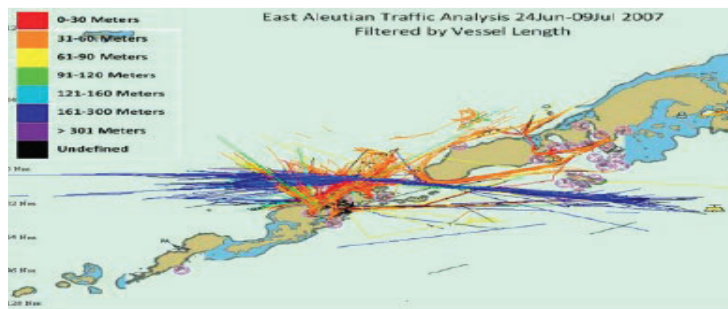 East Aleutian Traffic Analysis 24Jun-09Jul 2007
Filtered by Vessel Length
0-30 Meters
31-60 Meters
61-90 Meters
91-120 Meters
121-160 Meters
161-300 Meters
> 301 Meters
Undefined